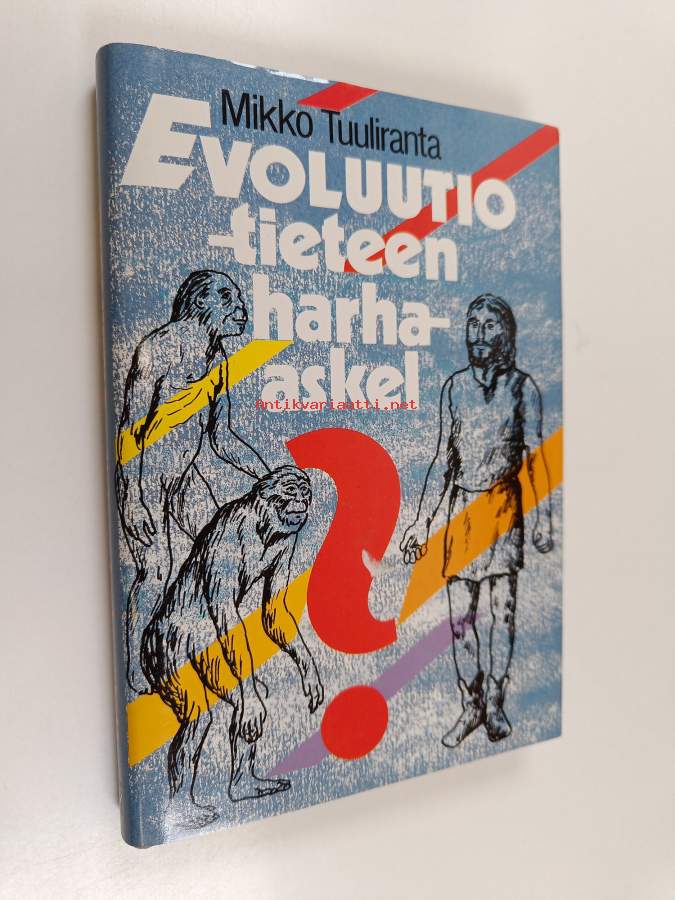 Mikko Tuuliranta
EVOLUUTIO
-tieteen
harha-
askel
Antikvariaatti.net
?